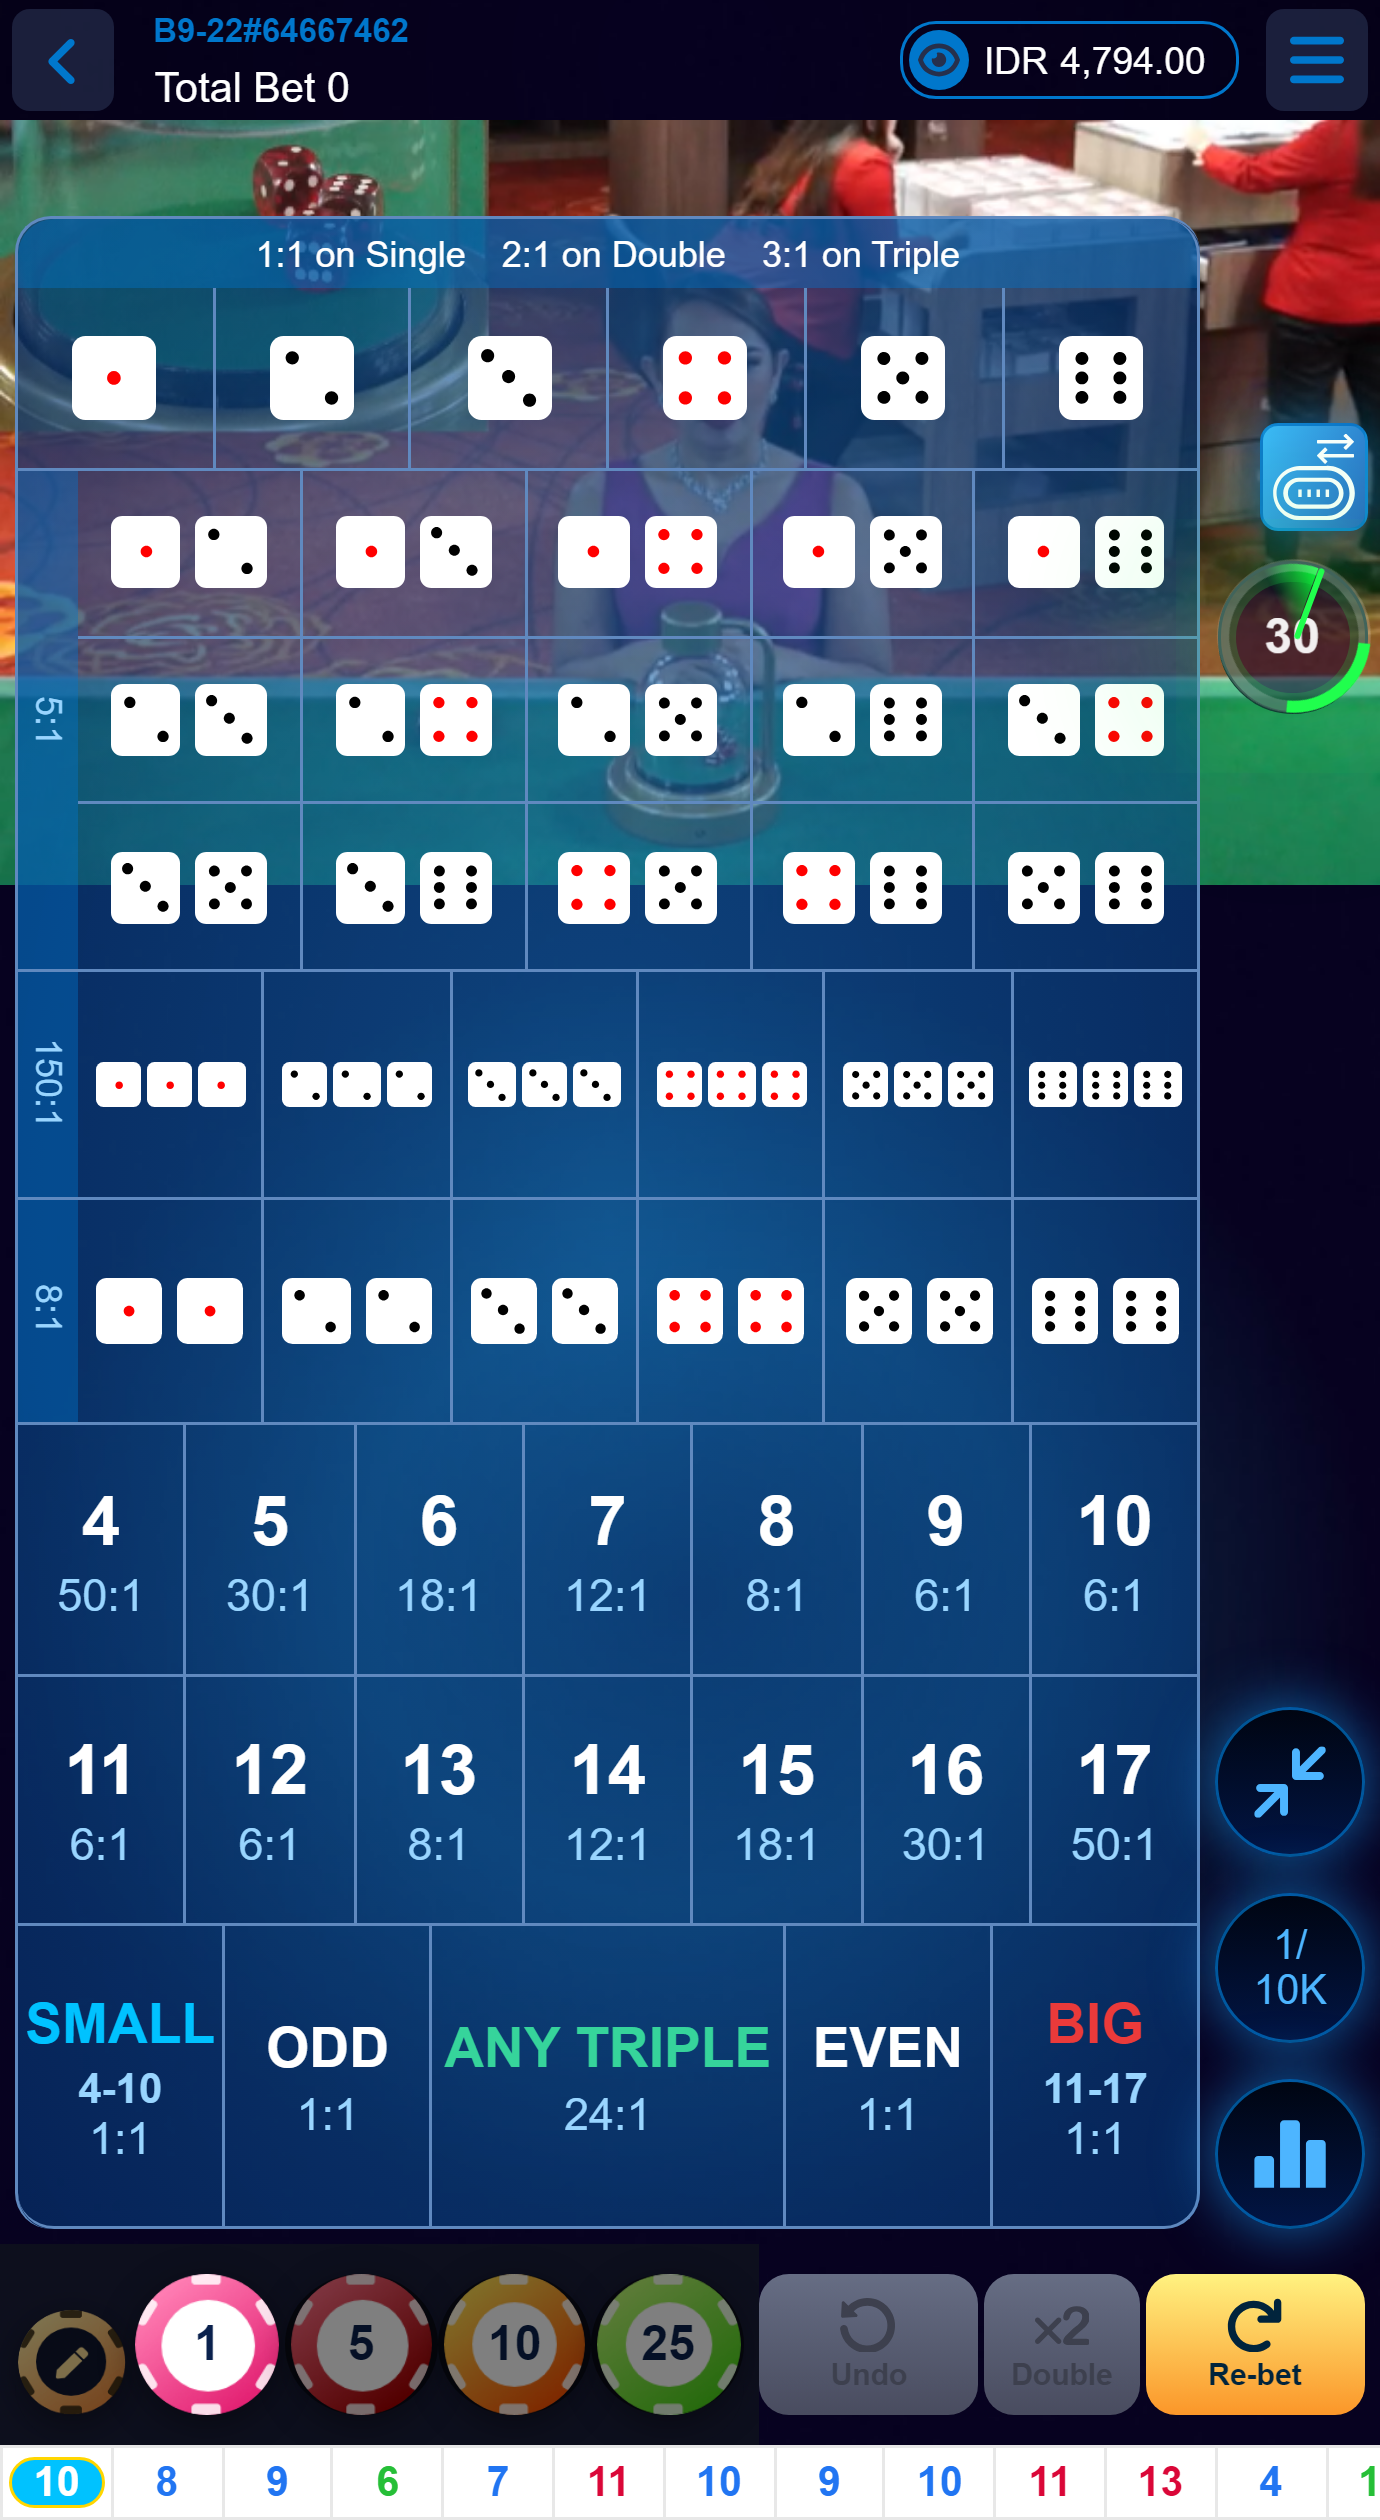 B9-22#64667462
Total Bet 0
IDR 4,794.00
1:1 on Single 2:1 on Double 3:1 on Triple
30
5:1
150:1
8:1
4 5 6 7 8 9 10
50:1 30:1 18:1 12:1 8:1 6:1 6:1
11 12 13 14 15 16 17
6:1 6:1 8:1 12:1 18:1 30:1 50:1
SMALL
4-10
1:1
ODD
1:1
ANY TRIPLE
24:1
EVEN
1:1
BIG
11-17
1:1
1/
10K
1 5 10 25
Undo
x2
Double
Re-bet
10 8 9 6 7 11 10 9 10 11 13 4